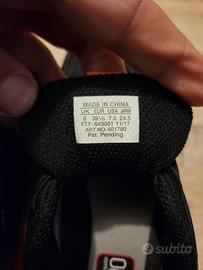 MADE IN CHINA
UK EUR USA JPN
6 39⅓ 7.5 24.5
FTY: 643001 11/17
ART NO. 401780
Pat. Pending
subito